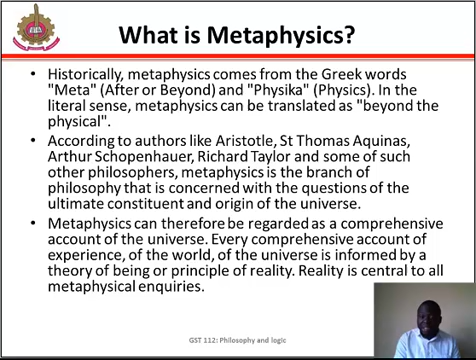 What is Metaphysics?
• Historically, metaphysics comes from the Greek words
"Meta" (After or Beyond) and "Physika" (Physics). In
the literal sense, metaphysics can be translated as "beyond the
physical".
• According to authors like Aristotle, St Thomas Aquinas,
Arthur Schopenhauer, Richard Taylor and some of such
other philosophers, metaphysics is the branch of
philosophy that is concerned with the questions of the
ultimate constituent and origin of the universe.
• Metaphysics can therefore be regarded as a comprehensive
account of the universe. Every comprehensive account of
experience, of the world, of the universe is informed by a
theory of being or principle of reality. Reality is central to all
metaphysical enquiries.
GST 112: Philosophy and logic